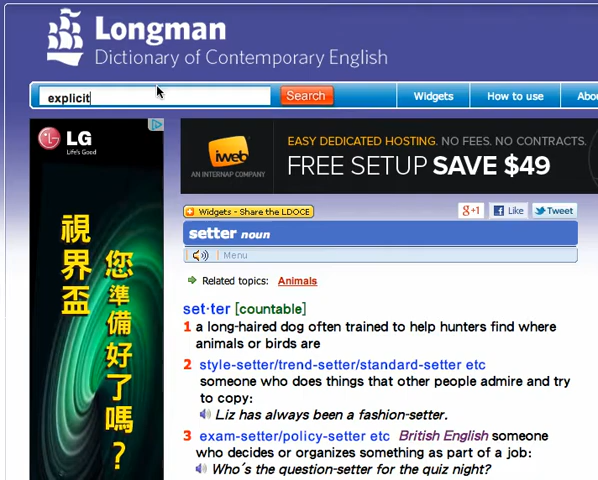 Longman
Dictionary of Contemporary English
explicit
Search
Widgets
How to use
Abo
LG
Life's Good
視界盃
您準備好了嗎?
iweb
AN INTERNAP COMPANY
EASY DEDICATED HOSTING. NO FEES. NO CONTRACTS.
FREE SETUP SAVE $49
Widgets - Share the LDOCE
g +1
Like
Tweet
setter noun
Menu
Related topics: Animals
set·ter [countable]
1 a long-haired dog often trained to help hunters find where
animals or birds are
2 style-setter/trend-setter/standard-setter etc
someone who does things that other people admire and try
to copy:
Liz has always been a fashion-setter.
3 exam-setter/policy-setter etc British English someone
who decides or organizes something as part of a job:
Who´s the question-setter for the quiz night?